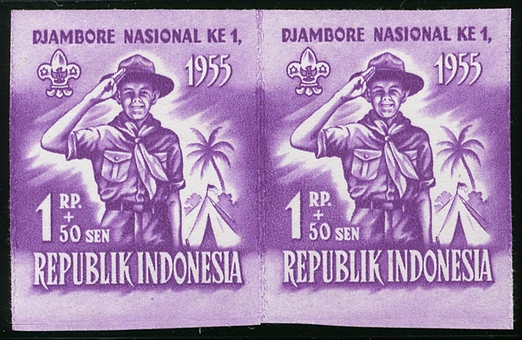 DJAMBORE NASIONAL KE 1,
1955
1 RP.
+
50 SEN
REPUBLIK INDONESIA
DJAMBORE NASIONAL KE 1,
1955
1 RP.
+
50 SEN
REPUBLIK INDONESIA